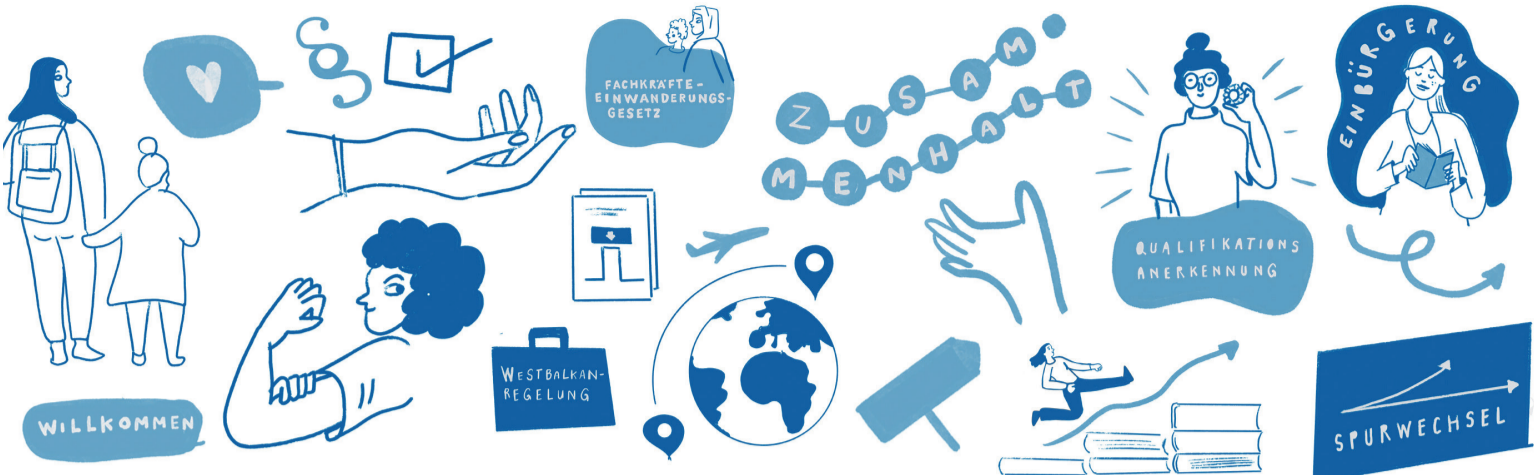 §
FACHKRÄFTE-
EINWANDERUNGS-
GESETZ
ZUSAM
MENHALT
EINBÜRGERUNG
QUALIFIKATIONS
ANERKENNUNG
WESTBALKAN-
REGELUNG
WILLKOMMEN
SPURWECHSEL